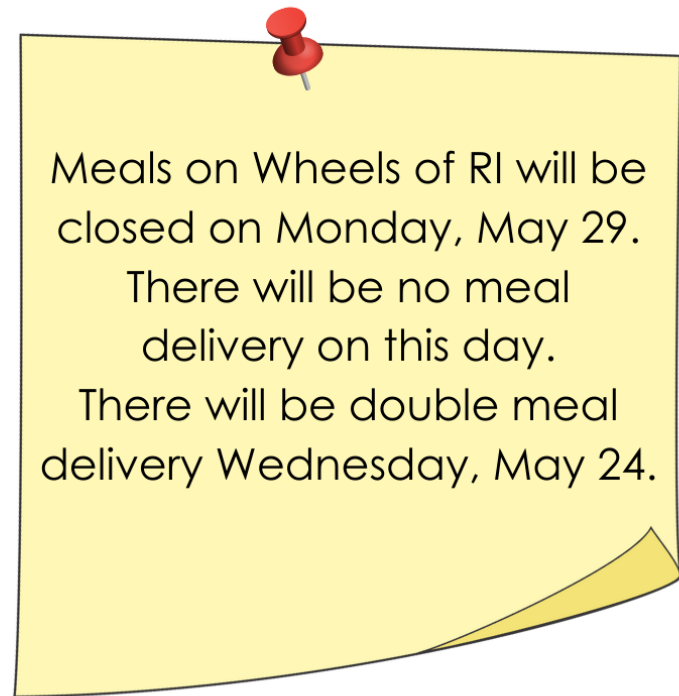 Meals on Wheels of RI will be
closed on Monday, May 29.
There will be no meal
delivery on this day.
There will be double meal
delivery Wednesday, May 24.